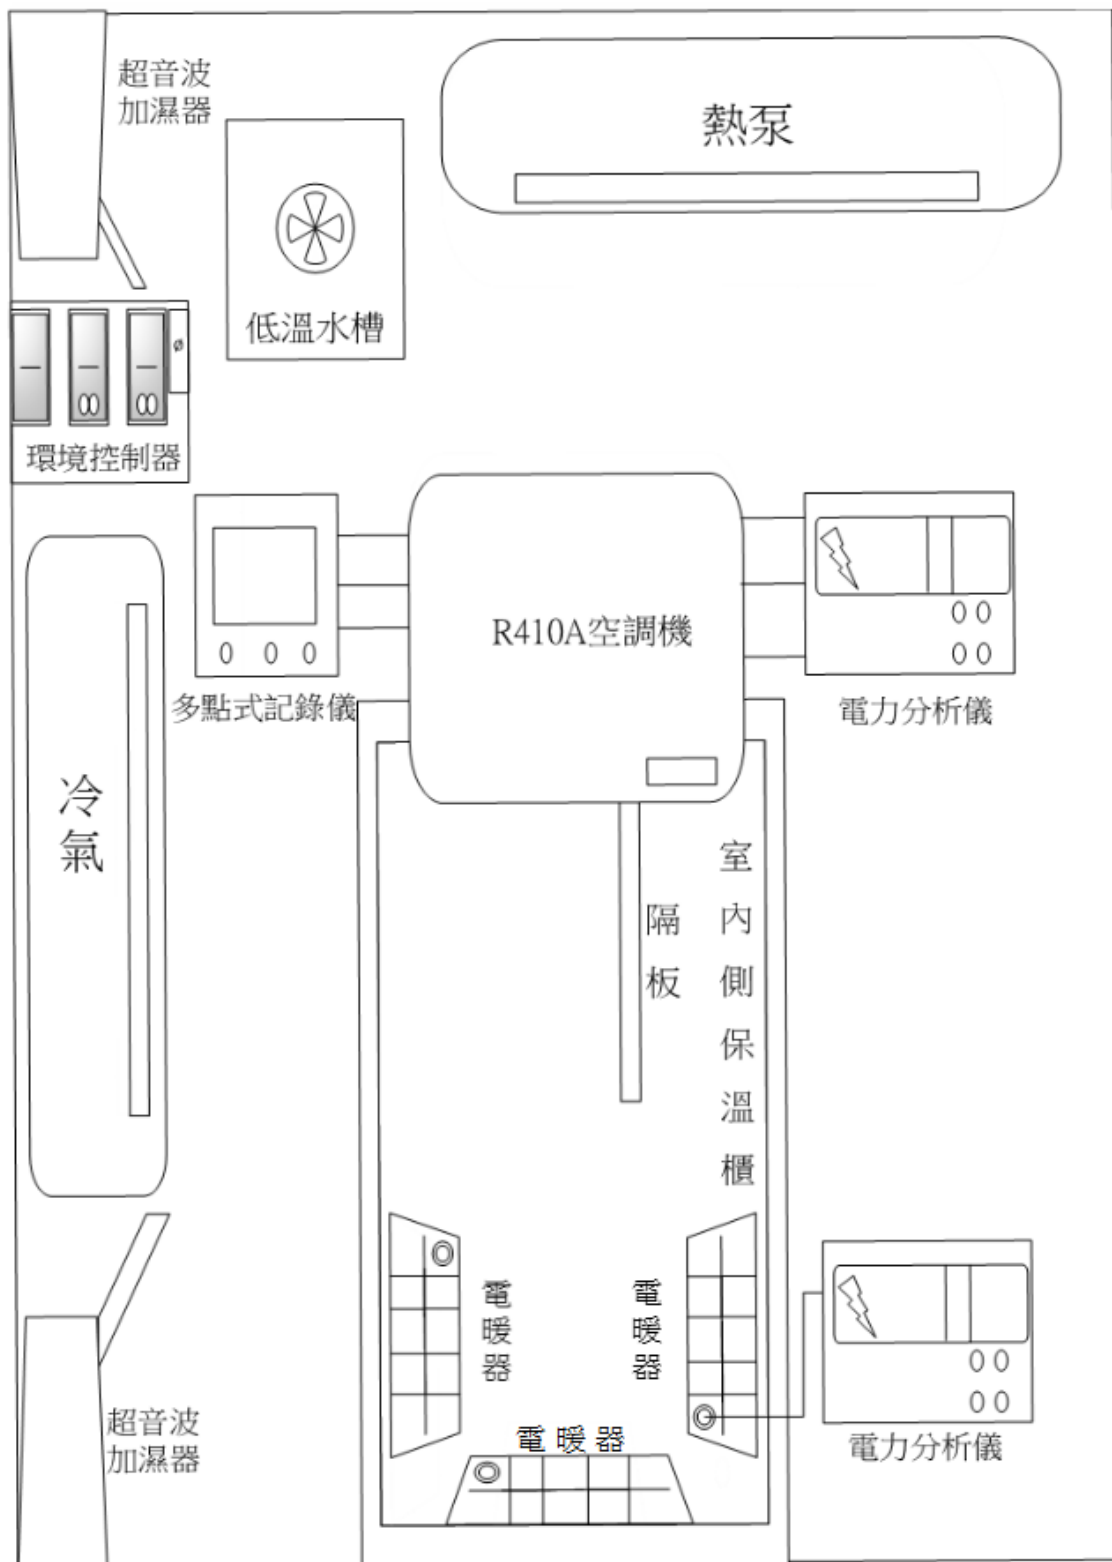 超音波
加濕器
熱泵
低溫水槽
環境控制器
R410A空調機
多點式記錄儀
電力分析儀
冷氣
隔板
室內側保溫櫃
電暖器
電暖器
電暖器
超音波
加濕器
電力分析儀